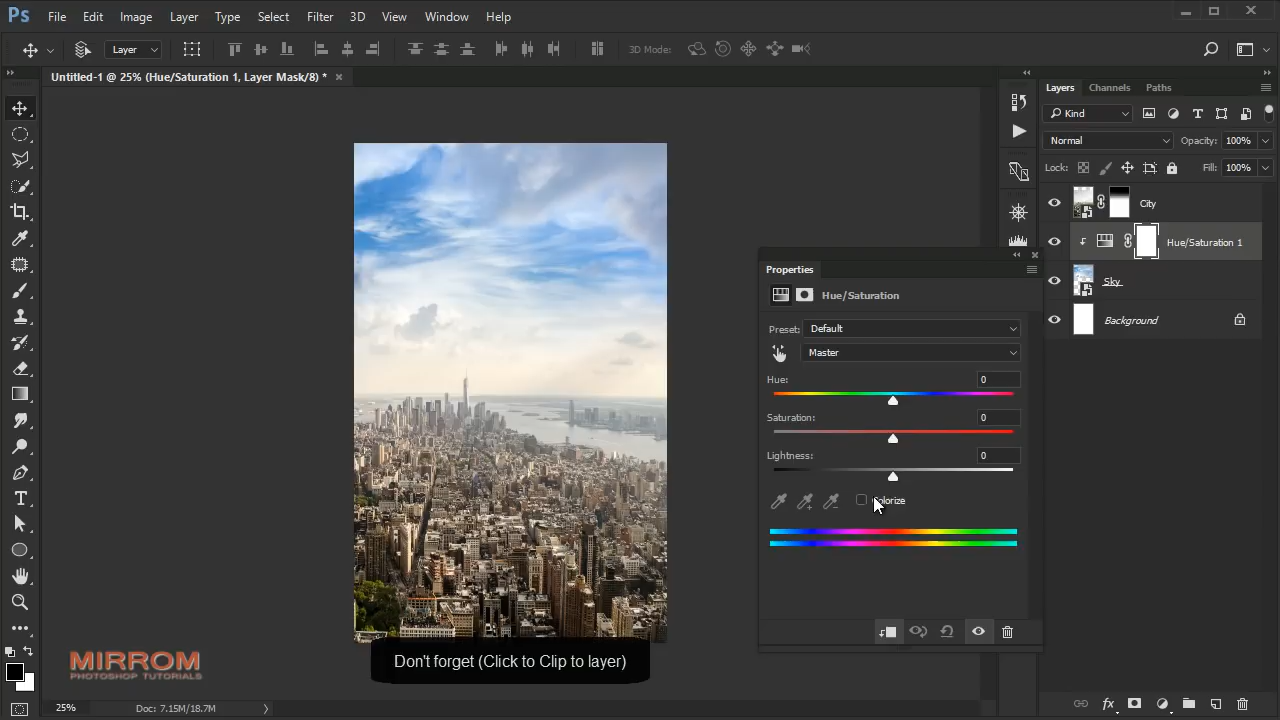 Ps File Edit Image Layer Type Select Filter 3D View Window Help
Layer 3D Mode:
Untitled-1 @ 25% (Hue/Saturation 1, Layer Mask/8) *
Layers Channels Paths
Kind
Normal Opacity: 100%
Lock: Fill: 100%
City
Hue/Saturation 1
Sky
Background
Properties
Hue/Saturation
Preset: Default
Master
Hue: 0
Saturation: 0
Lightness: 0
Colorize
Don't forget (Click to Clip to layer)
MIRROM
PHOTOSHOP TUTORIALS
25% Doc: 7.15M/18.7M